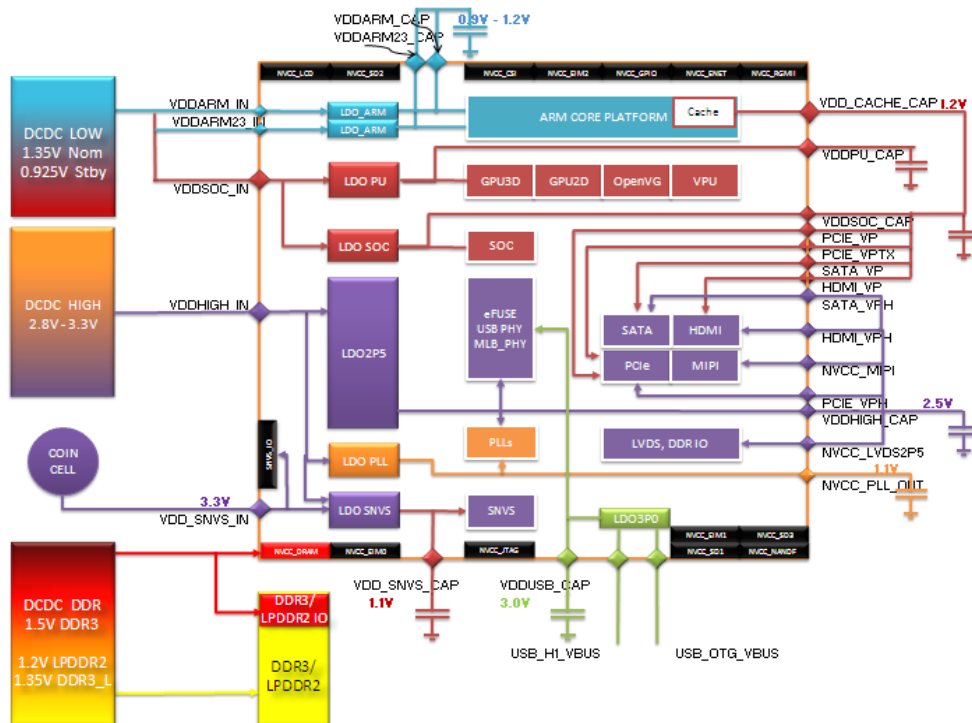 VDDARM_CAP
0.9V - 1.2V
VDDARM23_CAP
NVCC_LCD
NVCC_SD2
NVCC_CSI
NVCC_EIM2
NVCC_GPIO
NVCC_ENET
NVCC_RGMII
DCDC LOW
1.35V Nom
0.925V Stby
VDDARM_IN
VDDARM23_IN
VDDSOC_IN
LDO_ARM
LDO_ARM
ARM CORE PLATFORM
Cache
VDD_CACHE_CAP
1.2V
VDDPU_CAP
LDO PU
GPU3D
GPU2D
OpenVG
VPU
LDO SOC
SOC
VDDSOC_CAP
PCIE_VP
PCIE_VPTX
SATA_VP
HDMI_VP
SATA_VPH
HDMI_VPH
NVCC_MIPI
PCIE_VPH
2.5V
VDDHIGH_CAP
NVCC_LVDS2P5
1.1V
NVCC_PLL_OUT
DCDC HIGH
2.8V - 3.3V
VDDHIGH_IN
LDO2P5
eFUSE
USB PHY
MLB_PHY
SATA
HDMI
PCIe
MIPI
PLLs
LVDS, DDR IO
COIN
CELL
SNVS_IO
LDO PLL
3.3V
VDD_SNVS_IN
LDO SNVS
SNVS
LDO3P0
NVCC_EIM1
NVCC_SD3
NVCC_DRAM
NVCC_EIM0
NVCC_JTAG
NVCC_SD1
NVCC_NANDF
VDD_SNVS_CAP
1.1V
VDDUSB_CAP
3.0V
USB_H1_VBUS
USB_OTG_VBUS
DCDC DDR
1.5V DDR3
1.2V LPDDR2
1.35V DDR3_L
DDR3/
LPDDR2 IO
DDR3/
LPDDR2